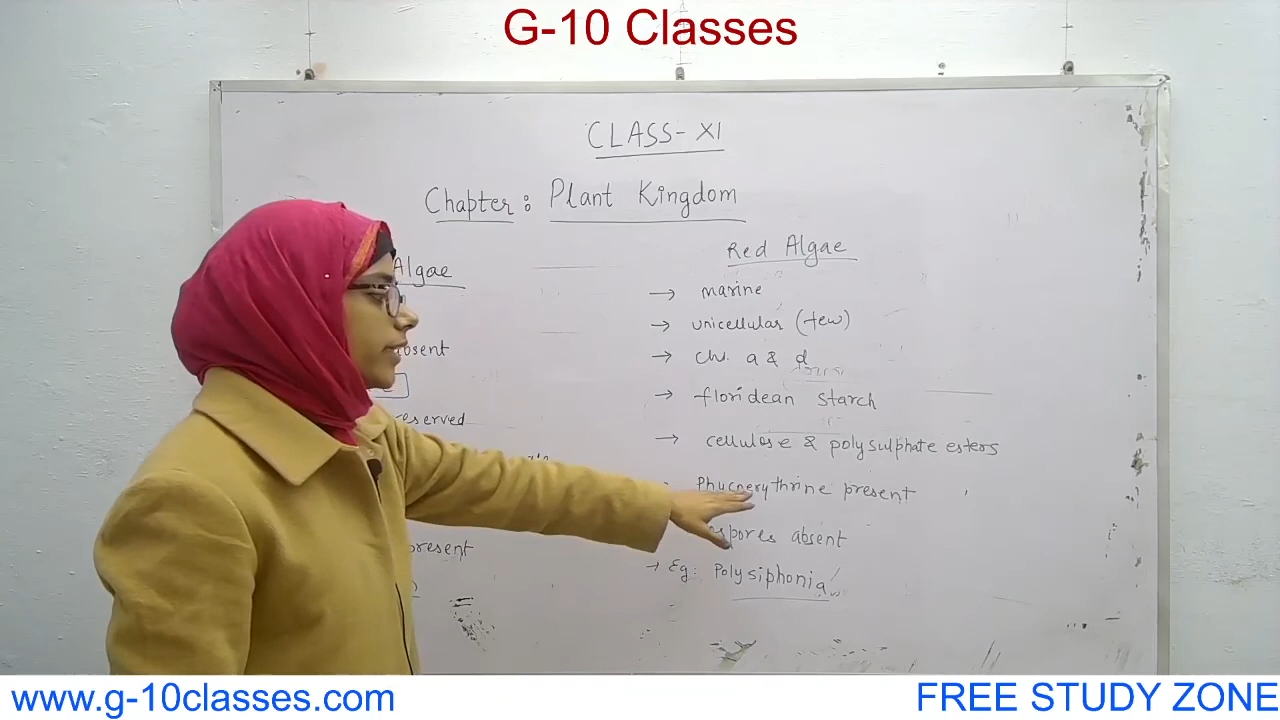 G-10 Classes
CLASS-XI
Chapter: Plant Kingdom
Algae
Red Algae
→ marine
→ unicellular (few)
→ chl. a & d
→ floridean starch
→ cellulose & polysulphate esters
reserved
Phycoerythrine present
spores absent
present
→ Eg: Polysiphonia
www.g-10classes.com
FREE STUDY ZONE